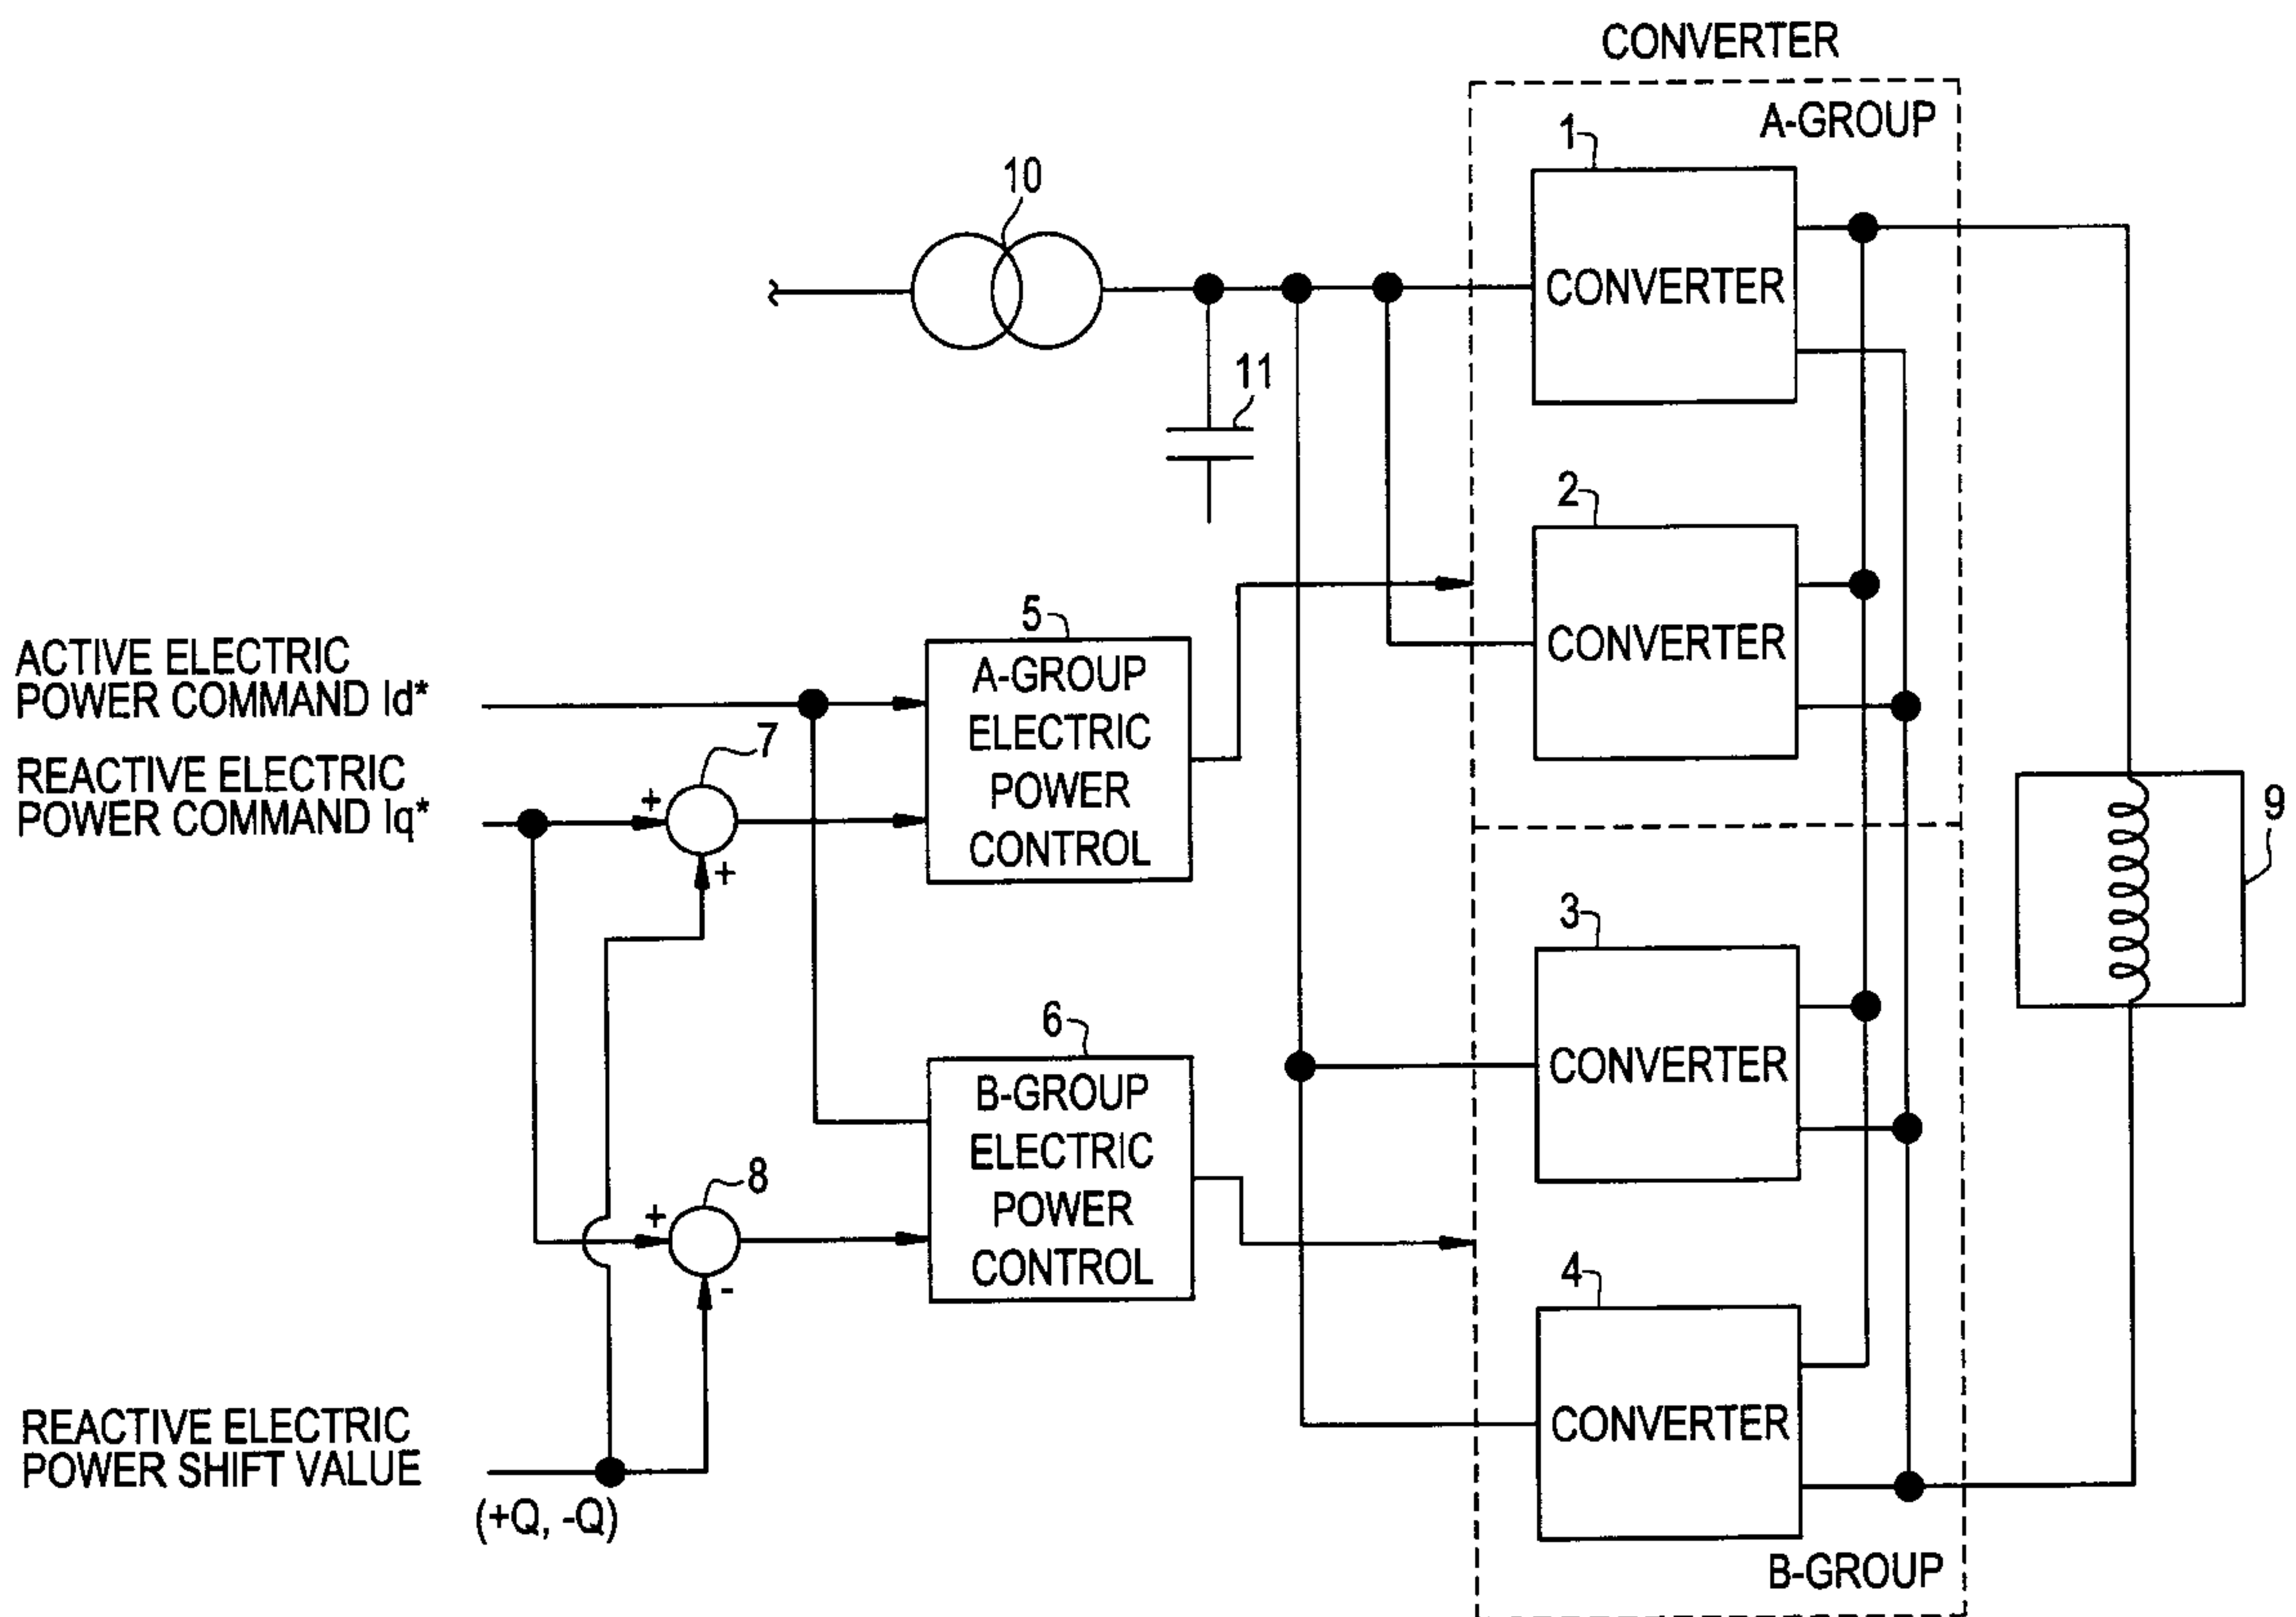 CONVERTER
A-GROUP
1
CONVERTER
10
11
2
CONVERTER
5
A-GROUP
ELECTRIC
POWER
CONTROL
ACTIVE ELECTRIC
POWER COMMAND Id*
7
REACTIVE ELECTRIC
POWER COMMAND Iq*
+
+
9
3
CONVERTER
6
B-GROUP
ELECTRIC
POWER
CONTROL
8
+
-
4
CONVERTER
REACTIVE ELECTRIC
POWER SHIFT VALUE
(+Q, -Q)
B-GROUP